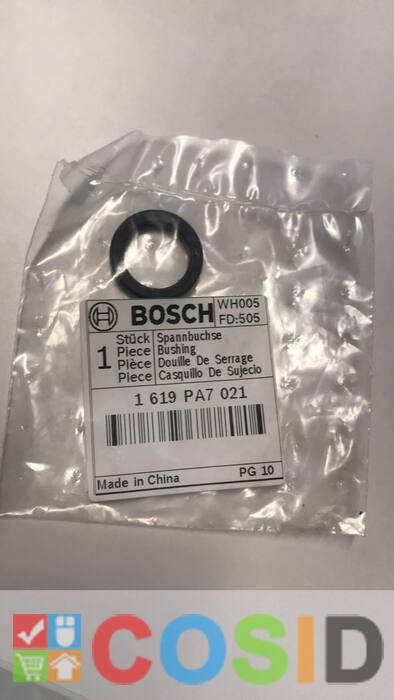 BOSCH
WH005
FD:505
1
Stück Spannbuchse
Piece Bushing
Pièce Douille De Serrage
Piece Casquillo De Sujecio
1 619 PA7 021
Made in China PG 10
COSID